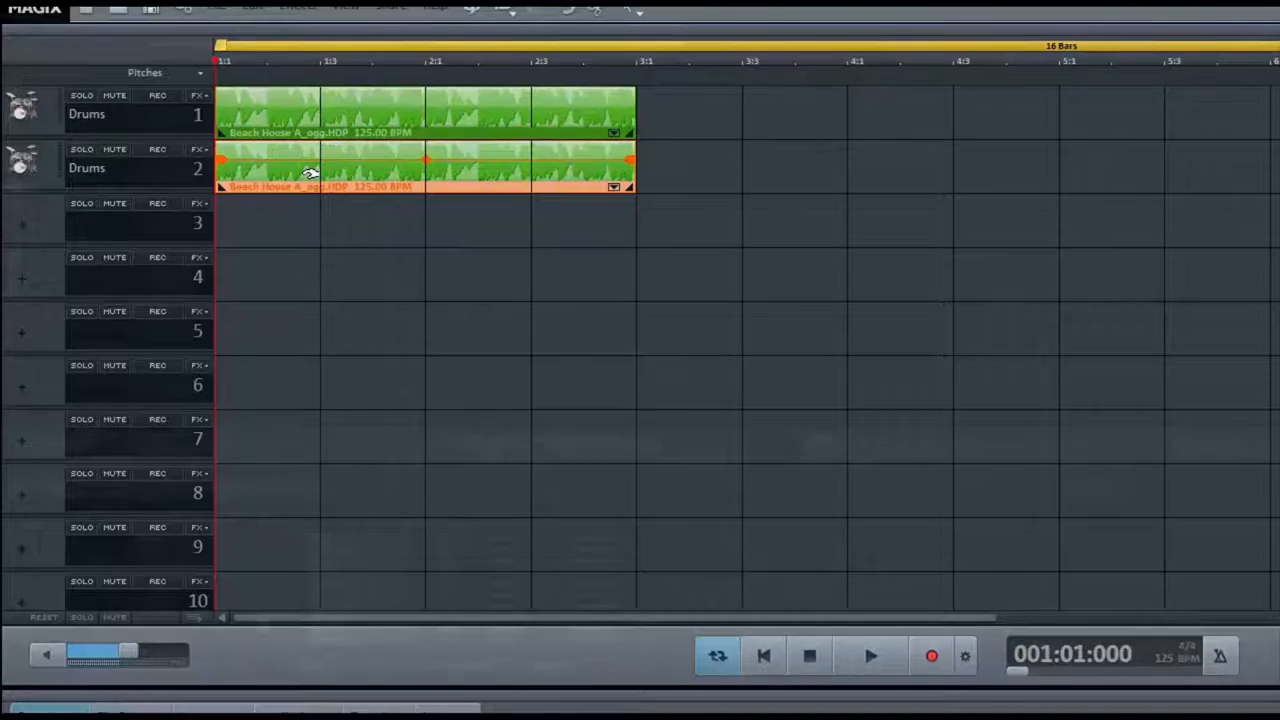 MAGIX
16 Bars
1:1 1:3 2:1 2:3 3:1 3:3 4:1 4:3 5:1 5:3 6
Pitches
SOLO MUTE REC FX
Drums 1
Beach House A_ogg.HDP 125.00 BPM
SOLO MUTE REC FX
Drums 2
Beach House A_ogg.HDP 125.00 BPM
SOLO MUTE REC FX
3
SOLO MUTE REC FX
4
SOLO MUTE REC FX
5
SOLO MUTE REC FX
6
SOLO MUTE REC FX
7
SOLO MUTE REC FX
8
SOLO MUTE REC FX
9
SOLO MUTE REC FX
10
RESET SOLO MUTE
001:01:000 4/4
125 BPM